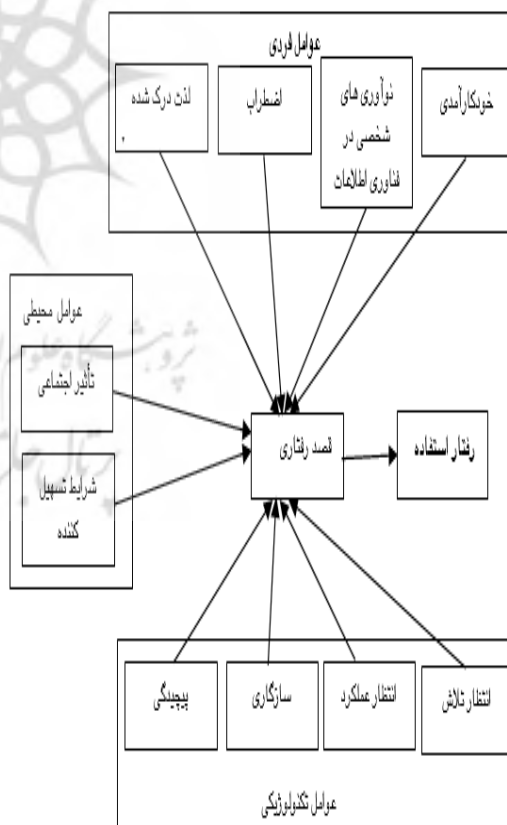 عوامل فردی
خودکارآمدی
نوآوری های
شخصی در
فناوری اطلاعات
اضطراب
لذت درک شده
عوامل محیطی
تأثیر اجتماعی
شرایط تسهیل
کننده
قصد رفتاری
رفتار استفاده
انتظار تلاش
انتظار عملکرد
سازگاری
پیچیدگی
عوامل تکنولوژیکی